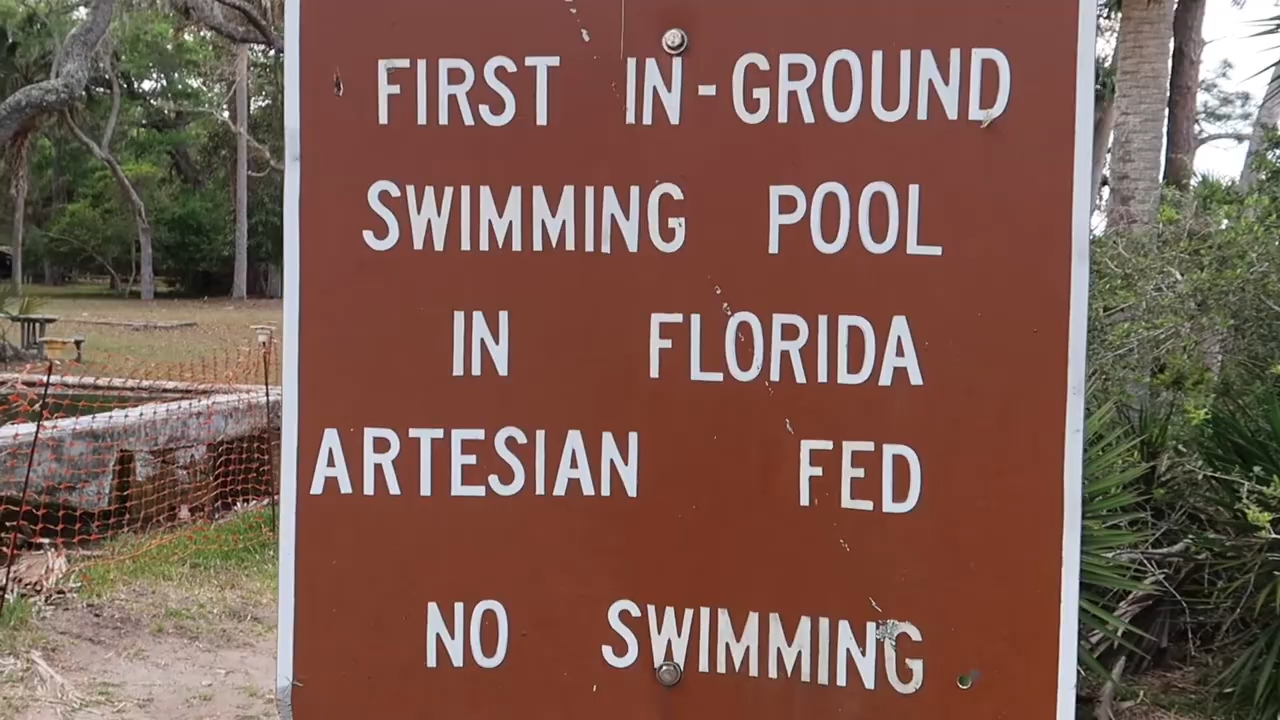 FIRST IN-GROUND
SWIMMING POOL
IN FLORIDA
ARTESIAN FED
NO SWIMMING